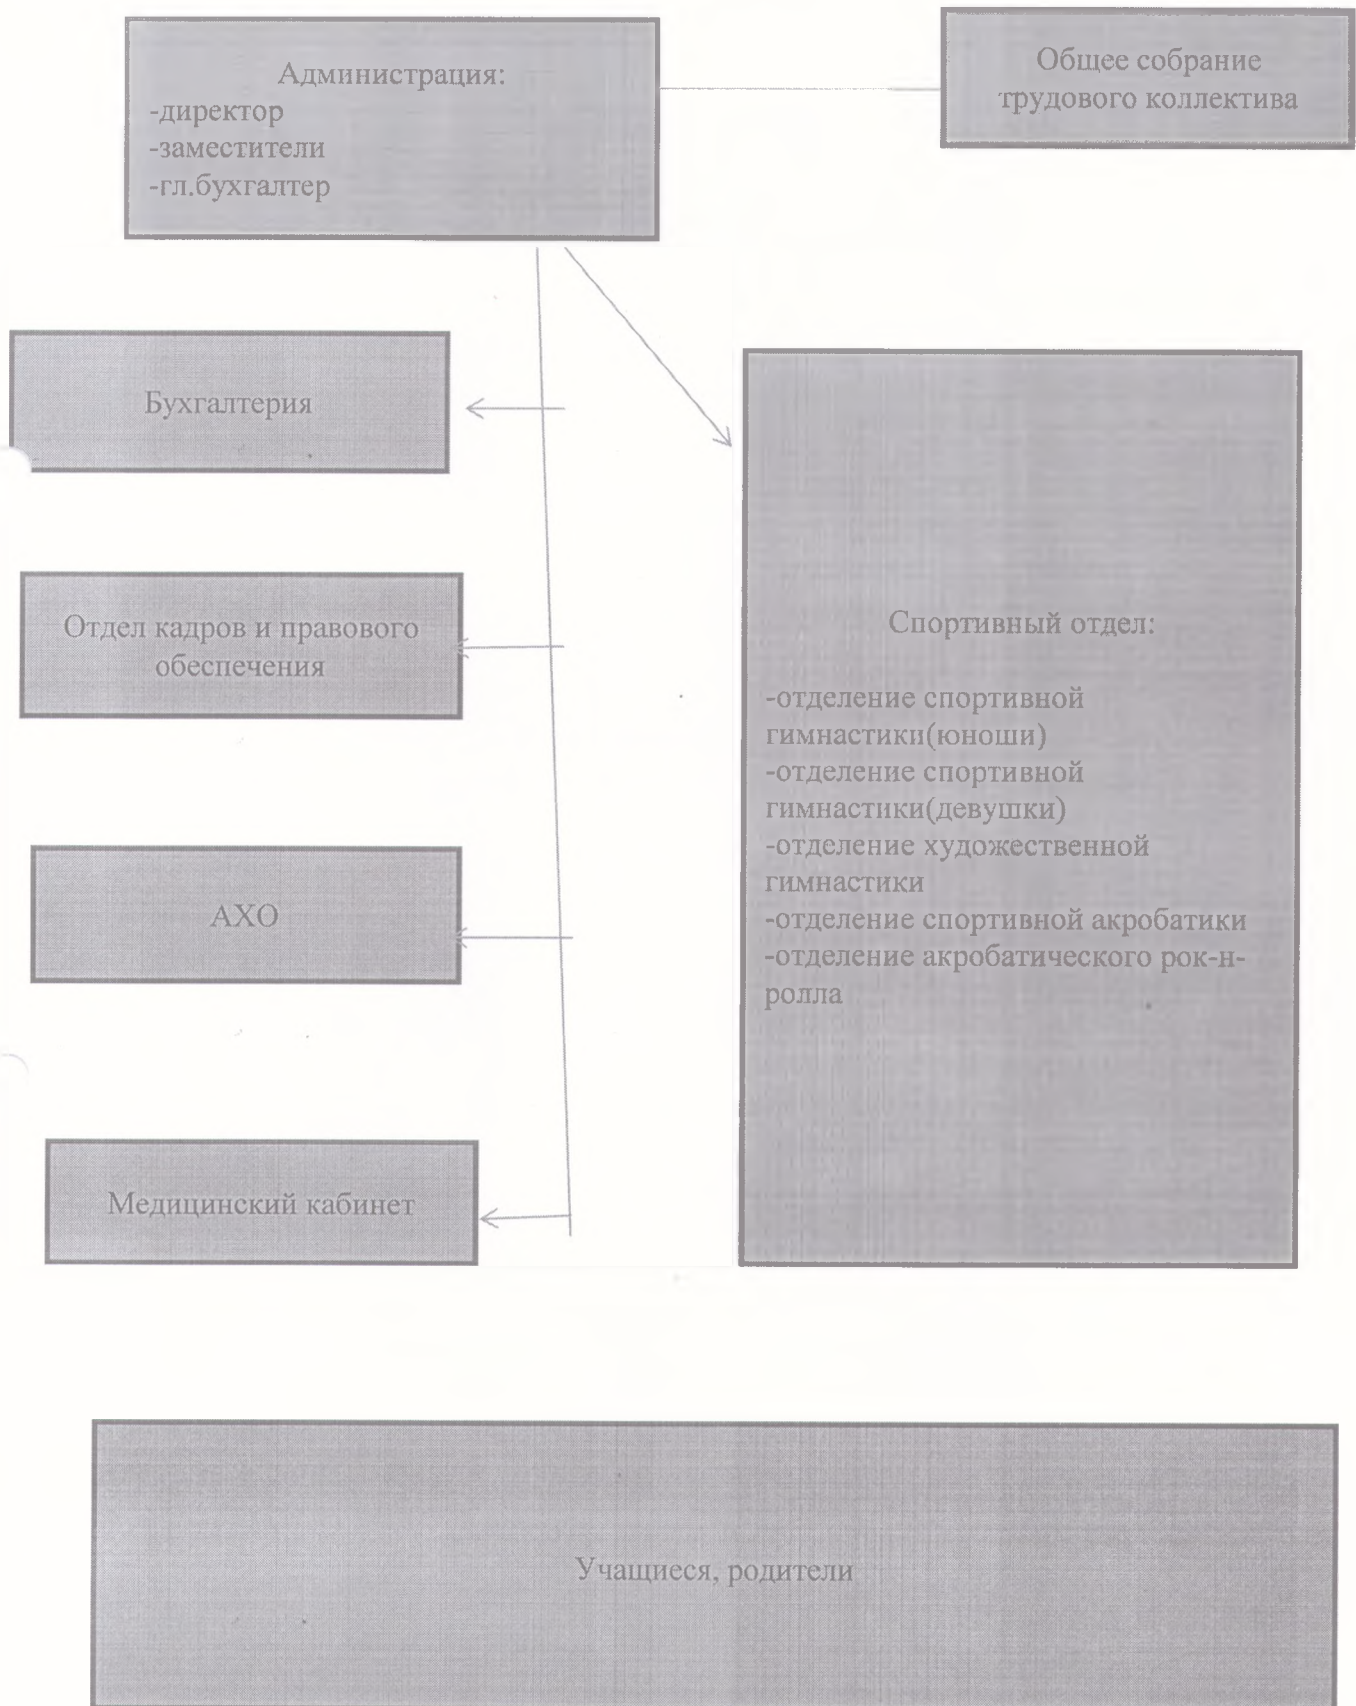 Администрация:
-директор
-заместители
-гл.бухгалтер
Общее собрание
трудового коллектива
Бухгалтерия
Отдел кадров и правового
обеспечения
АХО
Медицинский кабинет
Спортивный отдел:
-отделение спортивной
гимнастики(юноши)
-отделение спортивной
гимнастики(девушки)
-отделение художественной
гимнастики
-отделение спортивной акробатики
-отделение акробатического рок-н-
ролла
Учащиеся, родители